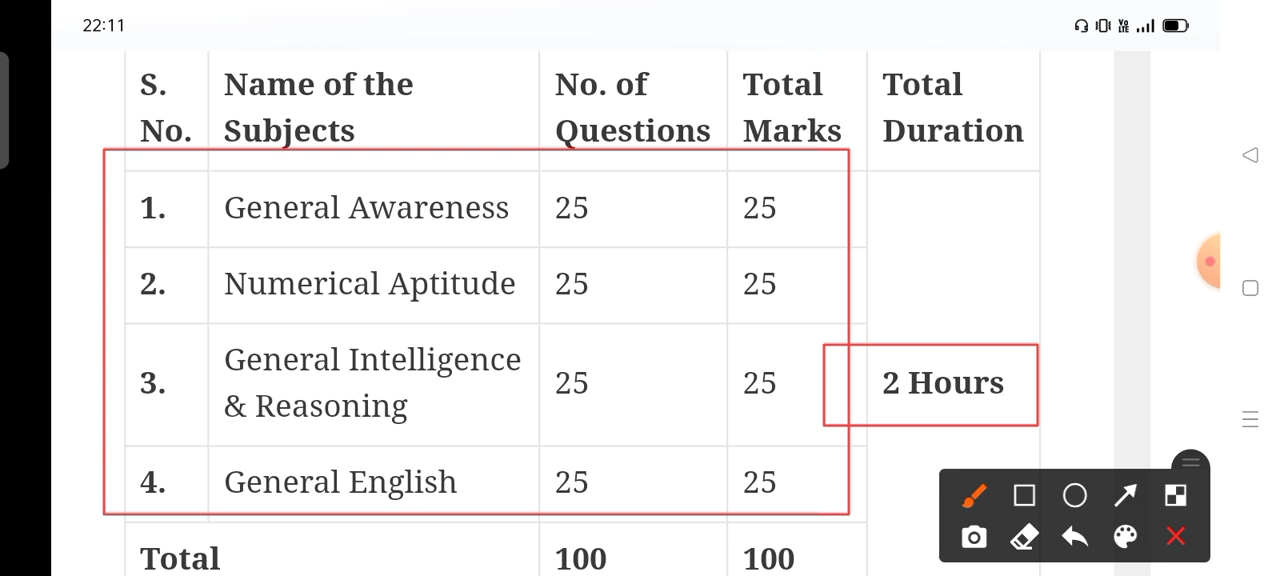 22:11
VO LTE
S. No. Name of the Subjects No. of Questions Total Marks Total Duration
1. General Awareness 25 25
2. Numerical Aptitude 25 25
3. General Intelligence & Reasoning 25 25 2 Hours
4. General English 25 25
Total 100 100